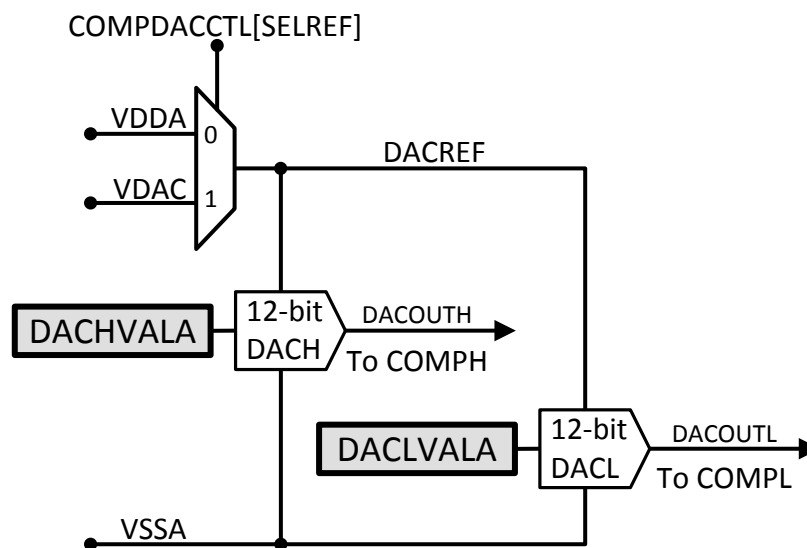 COMPDACCTL[SELREF]
VDDA
0
DACREF
VDAC
1
12-bit
DACH
DACHVALA
DACOUTH
To COMPH
12-bit
DACL
DACLVALA
DACOUTL
To COMPL
VSSA